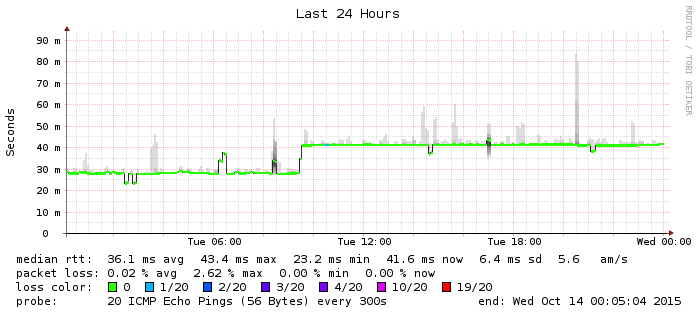 Last 24 Hours
RRDTOOL / TOBI OETIKER
Seconds
90 m
80 m
70 m
60 m
50 m
40 m
30 m
20 m
10 m
0
Tue 06:00 Tue 12:00 Tue 18:00 Wed 00:00
median rtt: 36.1 ms avg 43.4 ms max 23.2 ms min 41.6 ms now 6.4 ms sd 5.6 am/s
packet loss: 0.02 % avg 2.62 % max 0.00 % min 0.00 % now
loss color: 0 1/20 2/20 3/20 4/20 10/20 19/20
probe: 20 ICMP Echo Pings (56 Bytes) every 300s end: Wed Oct 14 00:05:04 2015